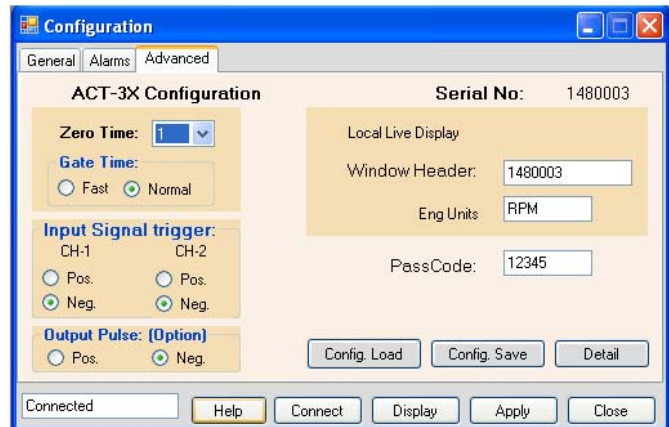 Configuration
General Alarms Advanced
ACT-3X Configuration
Serial No: 1480003
Zero Time: 1
Gate Time:
Fast Normal
Local Live Display
Window Header: 1480003
Eng Units RPM
Input Signal trigger:
CH-1 CH-2
Pos. Pos.
Neg. Neg.
PassCode: 12345
Output Pulse: (Option)
Pos. Neg.
Config. Load Config. Save Detail
Connected Help Connect Display Apply Close